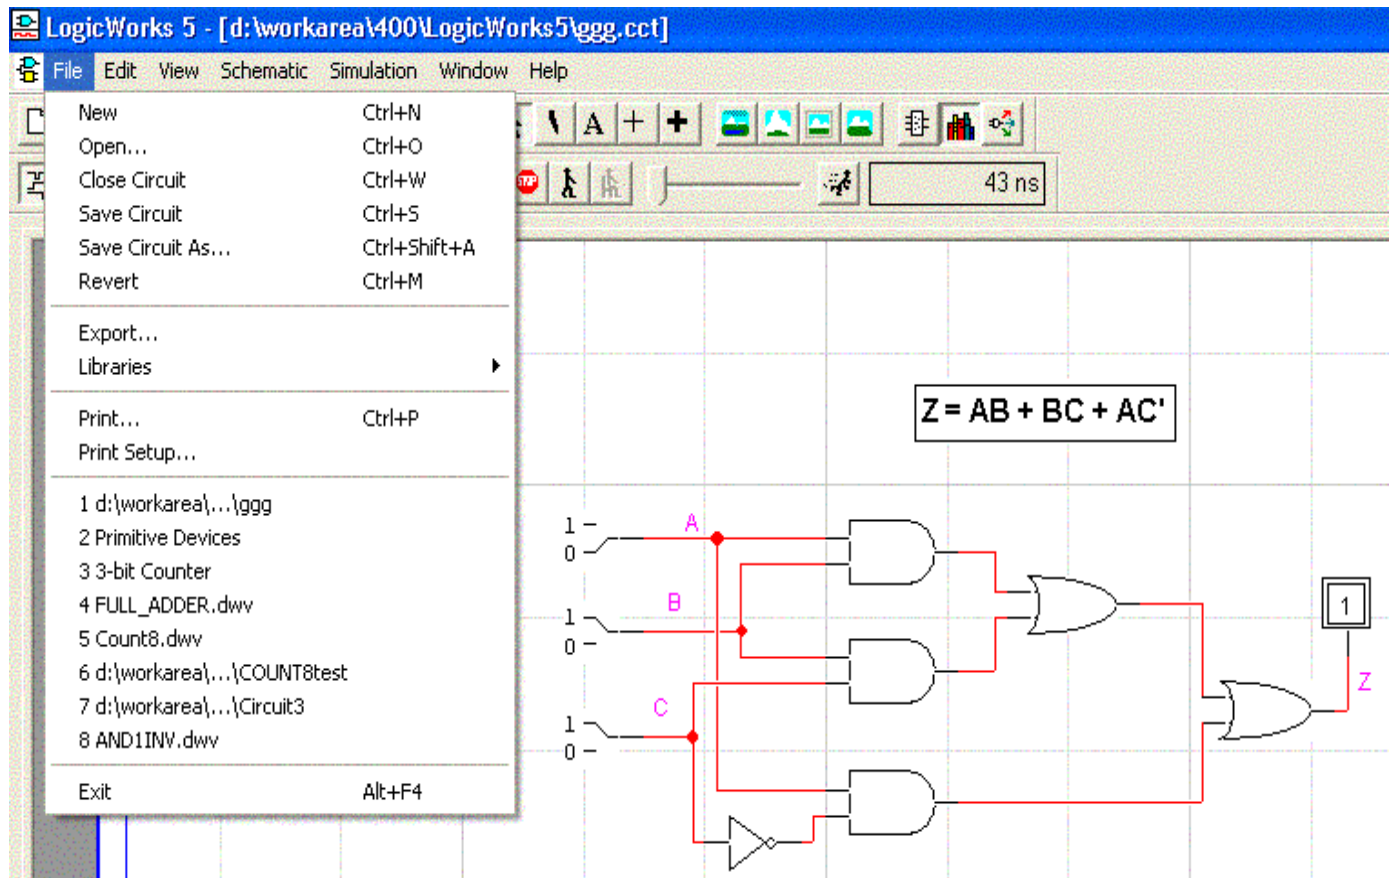 LogicWorks 5 - [d:\workarea\400\LogicWorks5\ggg.cct]
File Edit View Schematic Simulation Window Help
New Ctrl+N
Open... Ctrl+O
Close Circuit Ctrl+W
Save Circuit Ctrl+S
Save Circuit As... Ctrl+Shift+A
Revert Ctrl+M
Export...
Libraries
Print... Ctrl+P
Print Setup...
1 d:\workarea\...\ggg
2 Primitive Devices
3 3-bit Counter
4 FULL_ADDER.dwv
5 Count8.dwv
6 d:\workarea\...\COUNT8test
7 d:\workarea\...\Circuit3
8 AND1INV.dwv
Exit Alt+F4
A
STOP
43 ns
Z = AB + BC + AC'
1
0
A
1
0
B
1
0
C
1
Z